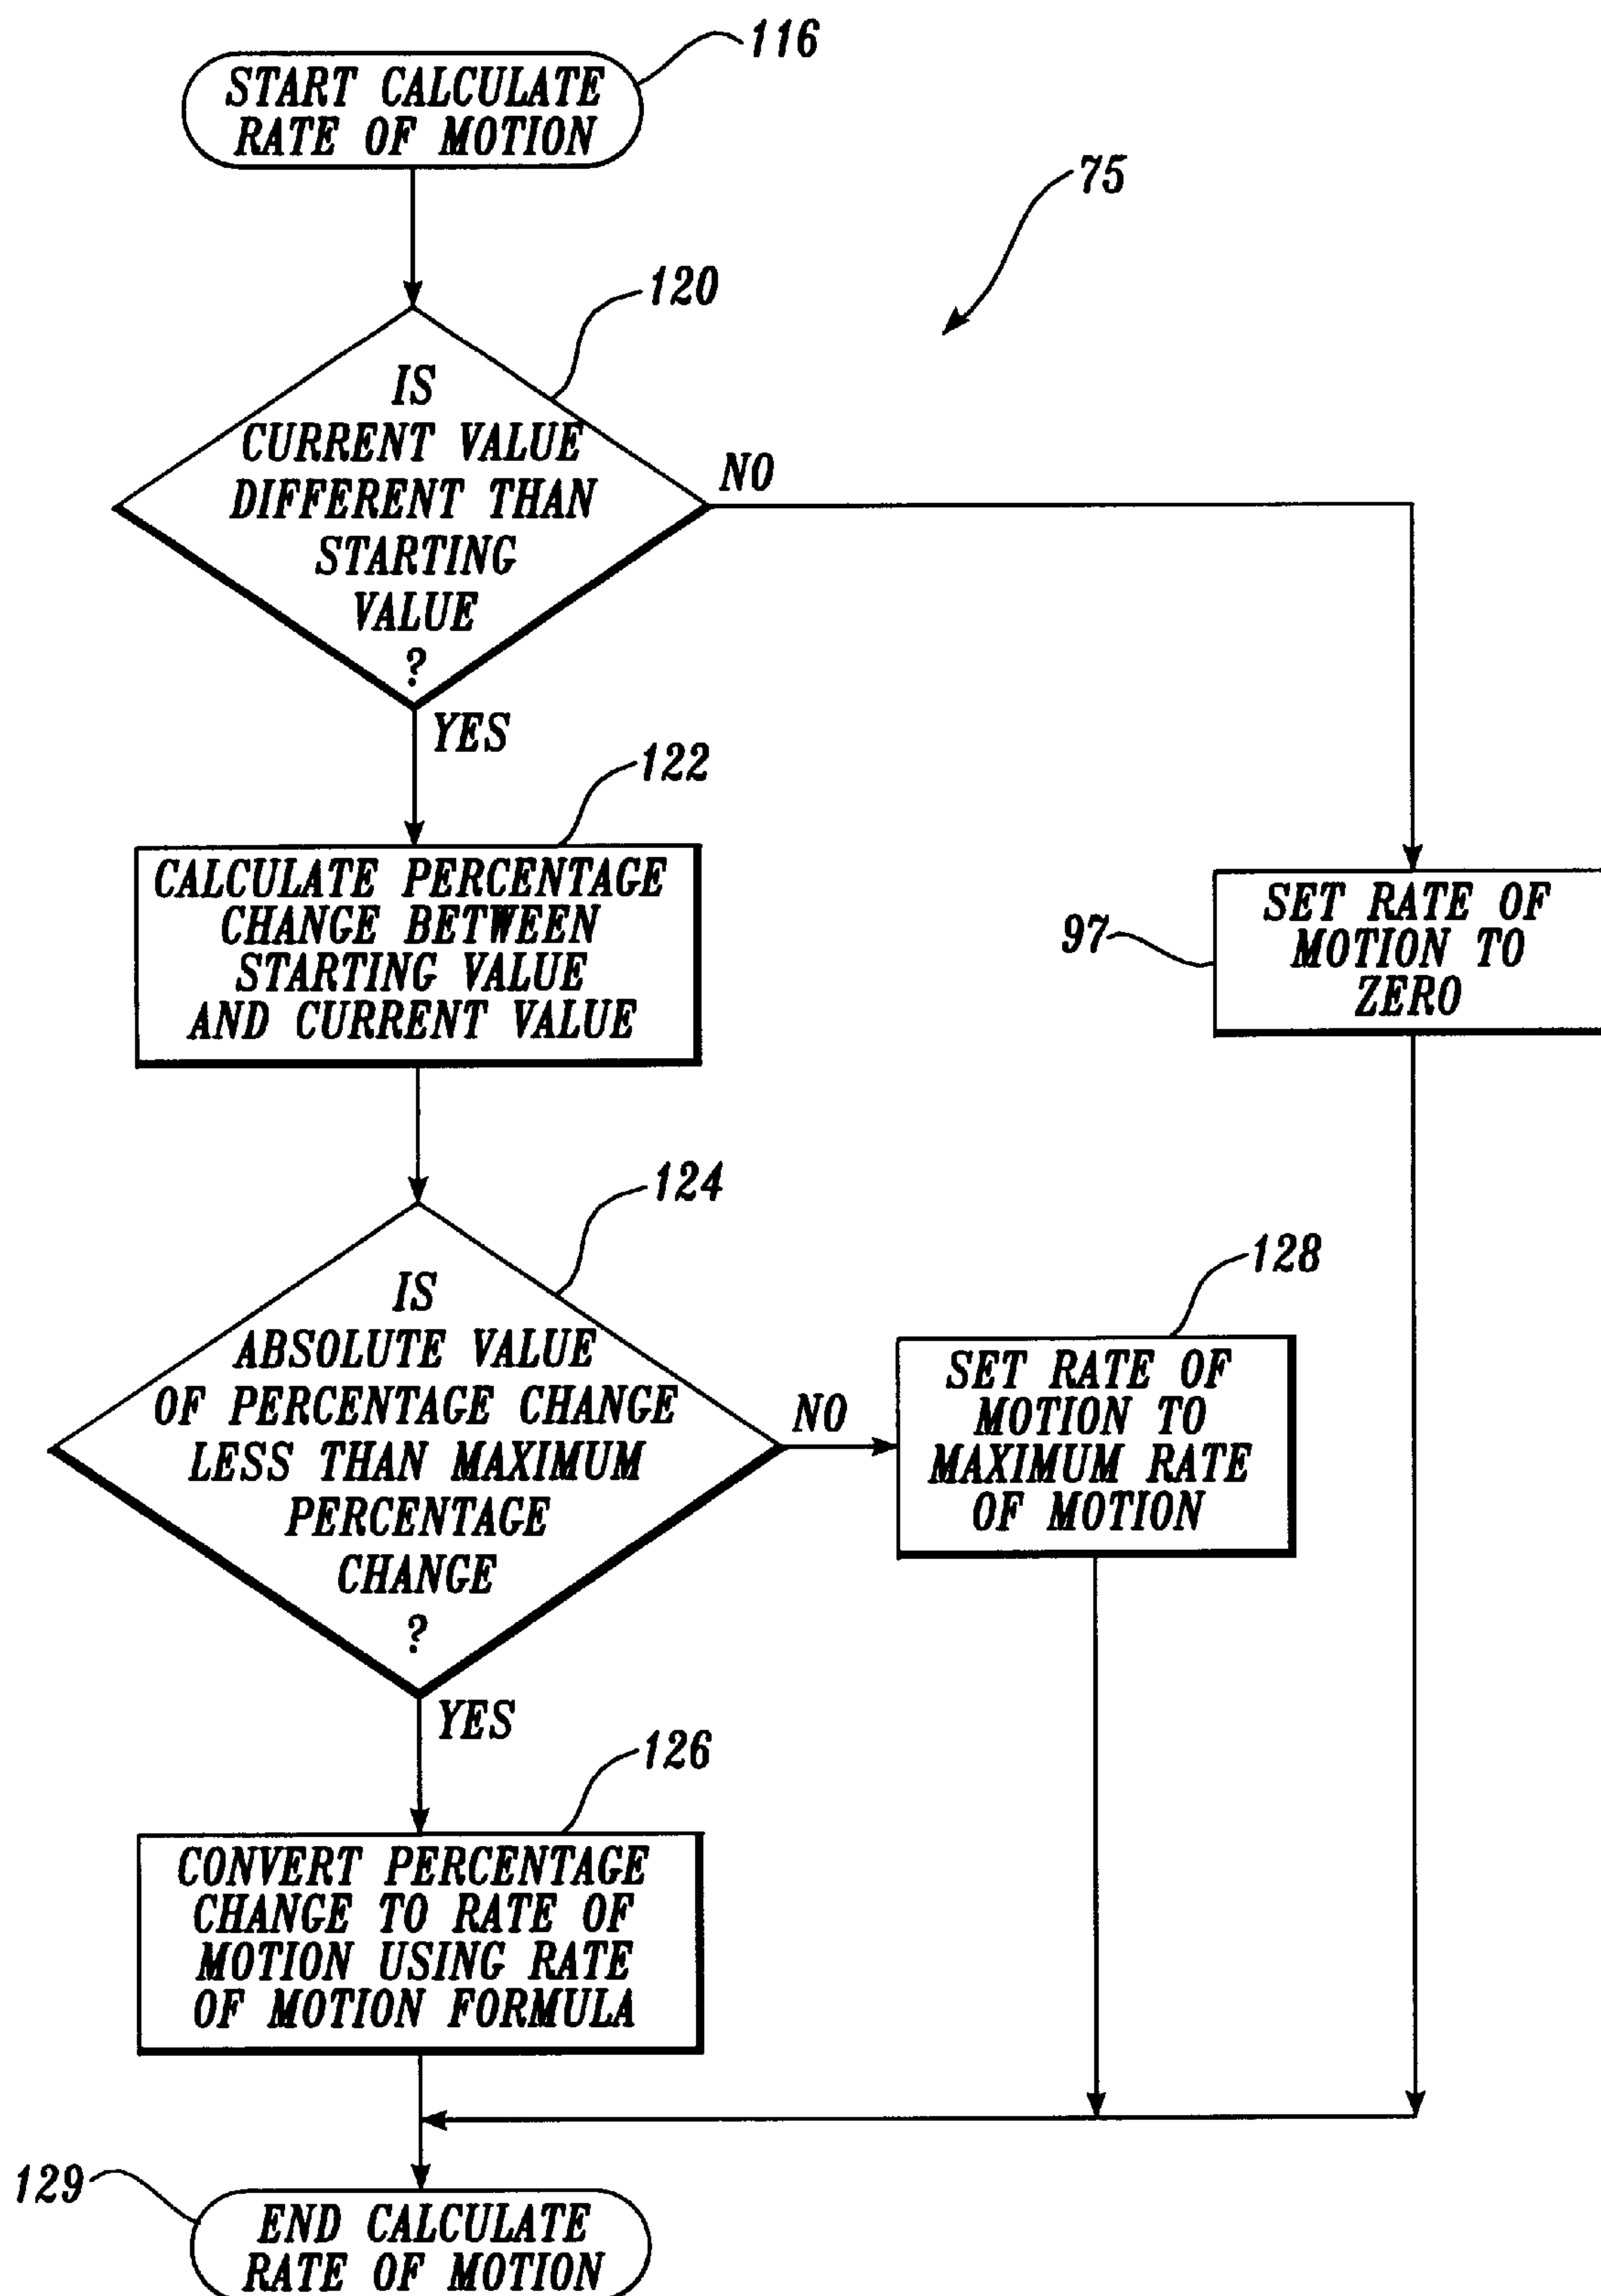 116
START CALCULATE
RATE OF MOTION
75
120
IS
CURRENT VALUE
DIFFERENT THAN
STARTING
VALUE
?
NO
YES
122
CALCULATE PERCENTAGE
CHANGE BETWEEN
STARTING VALUE
AND CURRENT VALUE
97
SET RATE OF
MOTION TO
ZERO
124
IS
ABSOLUTE VALUE
OF PERCENTAGE CHANGE
LESS THAN MAXIMUM
PERCENTAGE
CHANGE
?
NO
YES
128
SET RATE OF
MOTION TO
MAXIMUM RATE
OF MOTION
126
CONVERT PERCENTAGE
CHANGE TO RATE OF
MOTION USING RATE
OF MOTION FORMULA
129
END CALCULATE
RATE OF MOTION